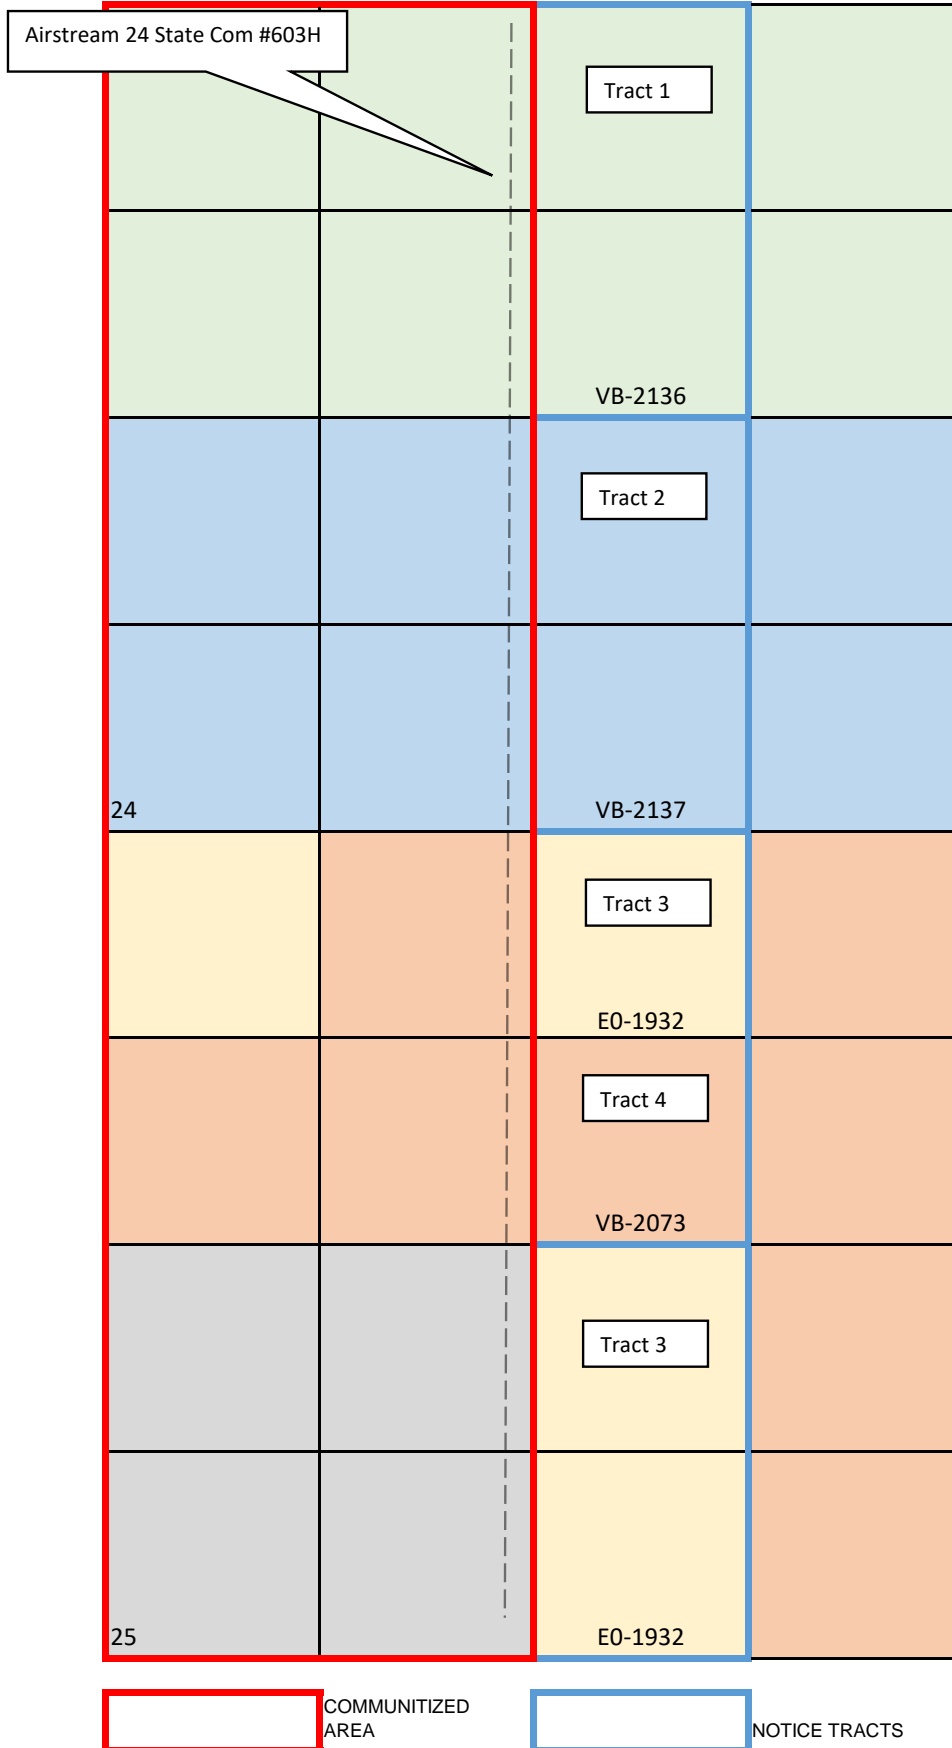 Airstream 24 State Com #603H
Tract 1
VB-2136
Tract 2
24
VB-2137
Tract 3
E0-1932
Tract 4
VB-2073
Tract 3
25
E0-1932
COMMUNITIZED
AREA
NOTICE TRACTS